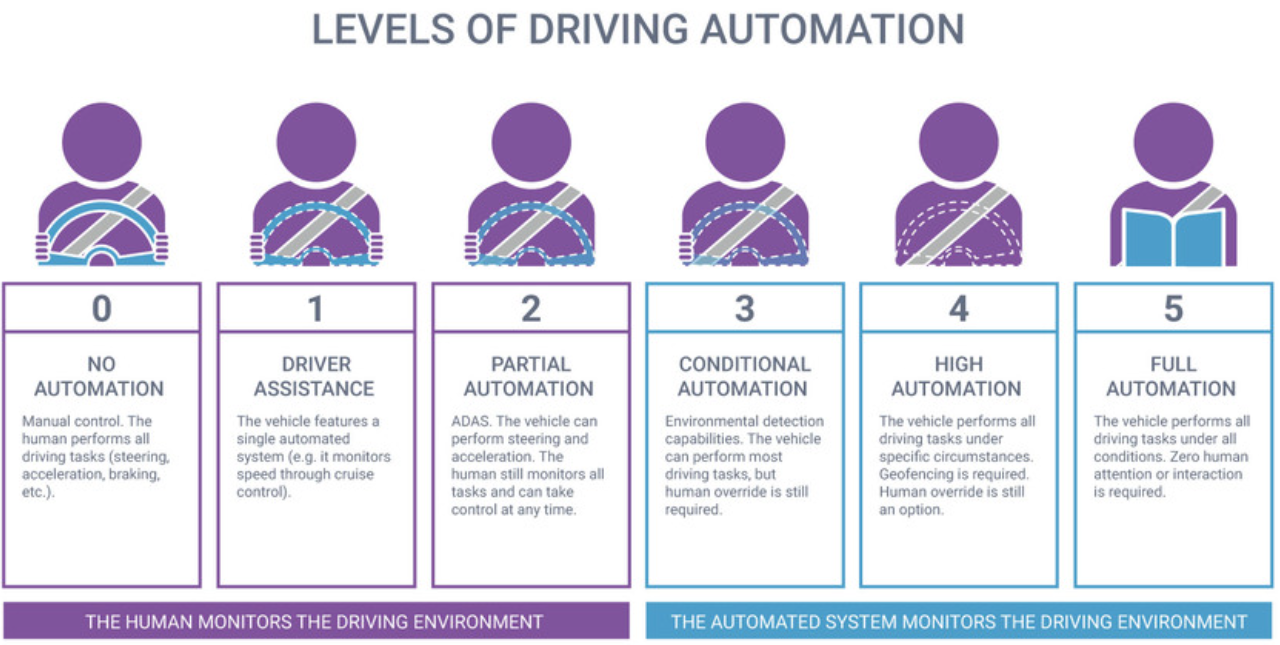 LEVELS OF DRIVING AUTOMATION
0
NO
AUTOMATION
Manual control. The
human performs all
driving tasks (steering,
acceleration, braking,
etc.).
1
DRIVER
ASSISTANCE
The vehicle features a
single automated
system (e.g. it monitors
speed through cruise
control).
2
PARTIAL
AUTOMATION
ADAS. The vehicle can
perform steering and
acceleration. The
human still monitors all
tasks and can take
control at any time.
3
CONDITIONAL
AUTOMATION
Environmental detection
capabilities. The vehicle
can perform most
driving tasks, but
human override is still
required.
4
HIGH
AUTOMATION
The vehicle performs all
driving tasks under
specific circumstances.
Geofencing is required.
Human override is still
an option.
5
FULL
AUTOMATION
The vehicle performs all
driving tasks under all
conditions. Zero human
attention or interaction
is required.
THE HUMAN MONITORS THE DRIVING ENVIRONMENT
THE AUTOMATED SYSTEM MONITORS THE DRIVING ENVIRONMENT